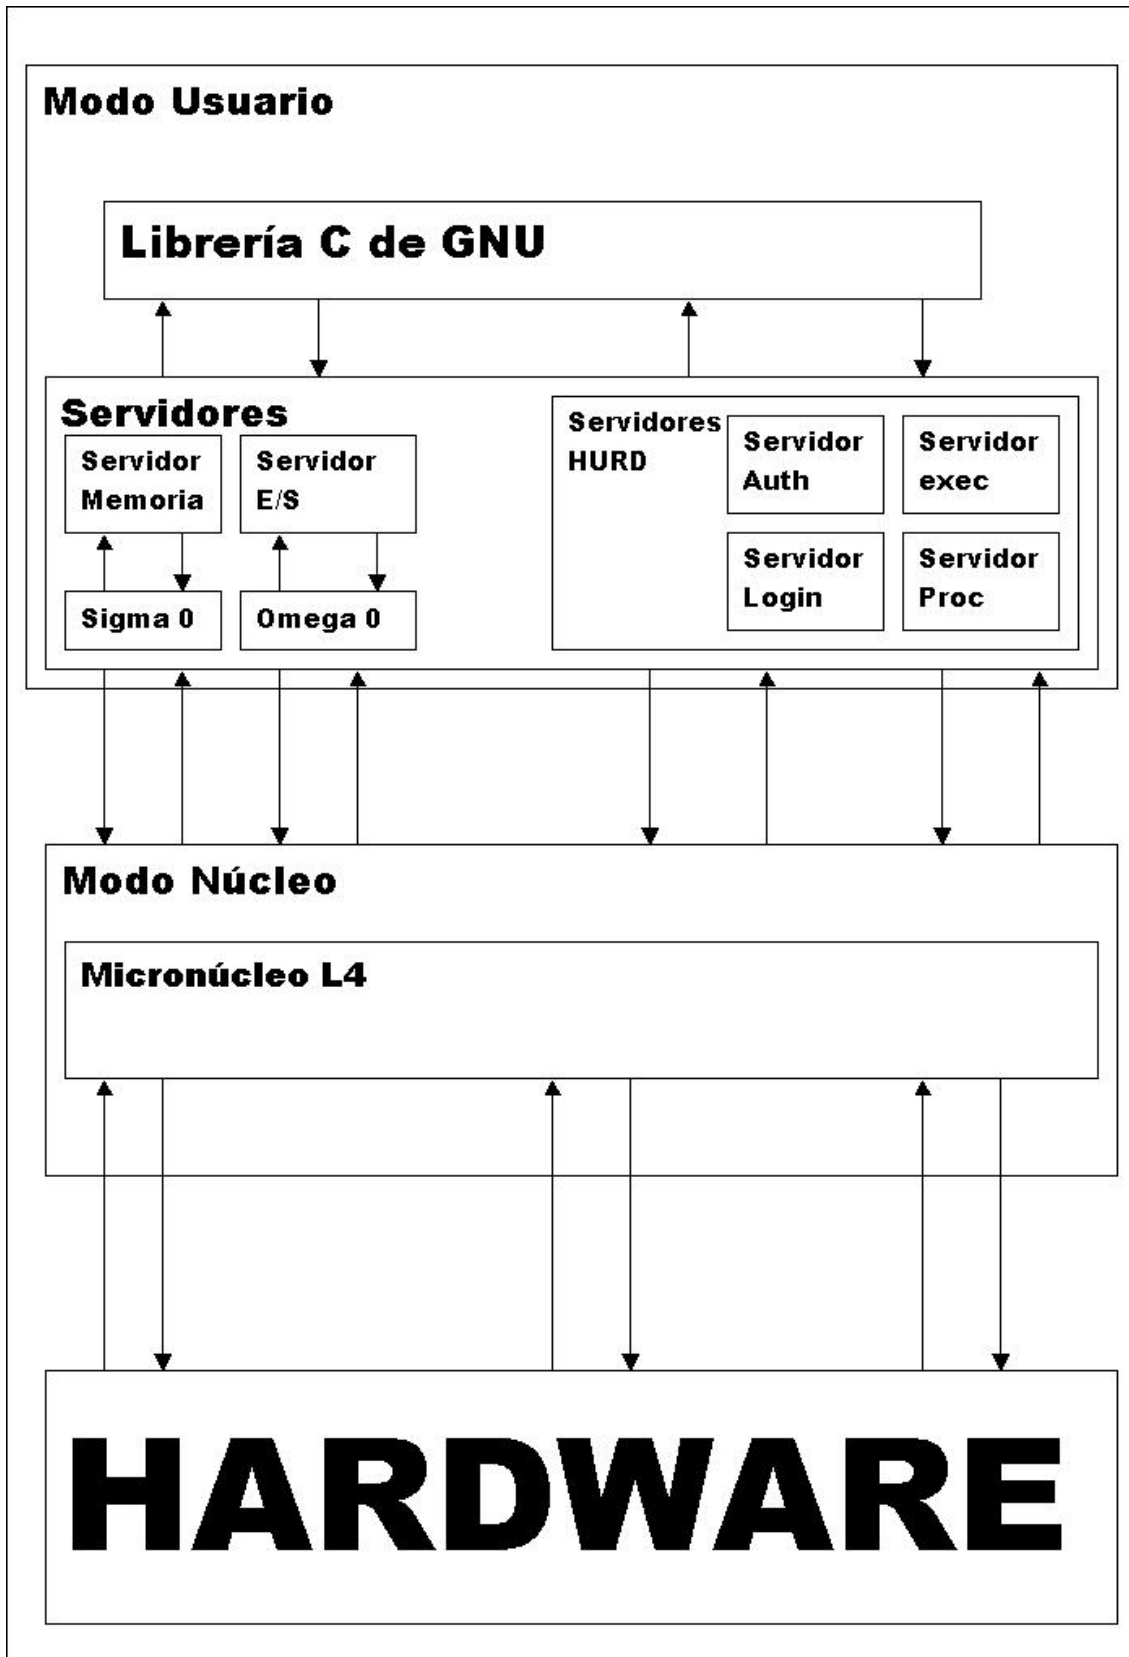 Modo Usuario
Librería C de GNU
Servidores
Servidor
Memoria
Servidor
E/S
Sigma 0
Omega 0
Servidores
HURD
Servidor
Auth
Servidor
exec
Servidor
Login
Servidor
Proc
Modo Núcleo
Micronúcleo L4
HARDWARE